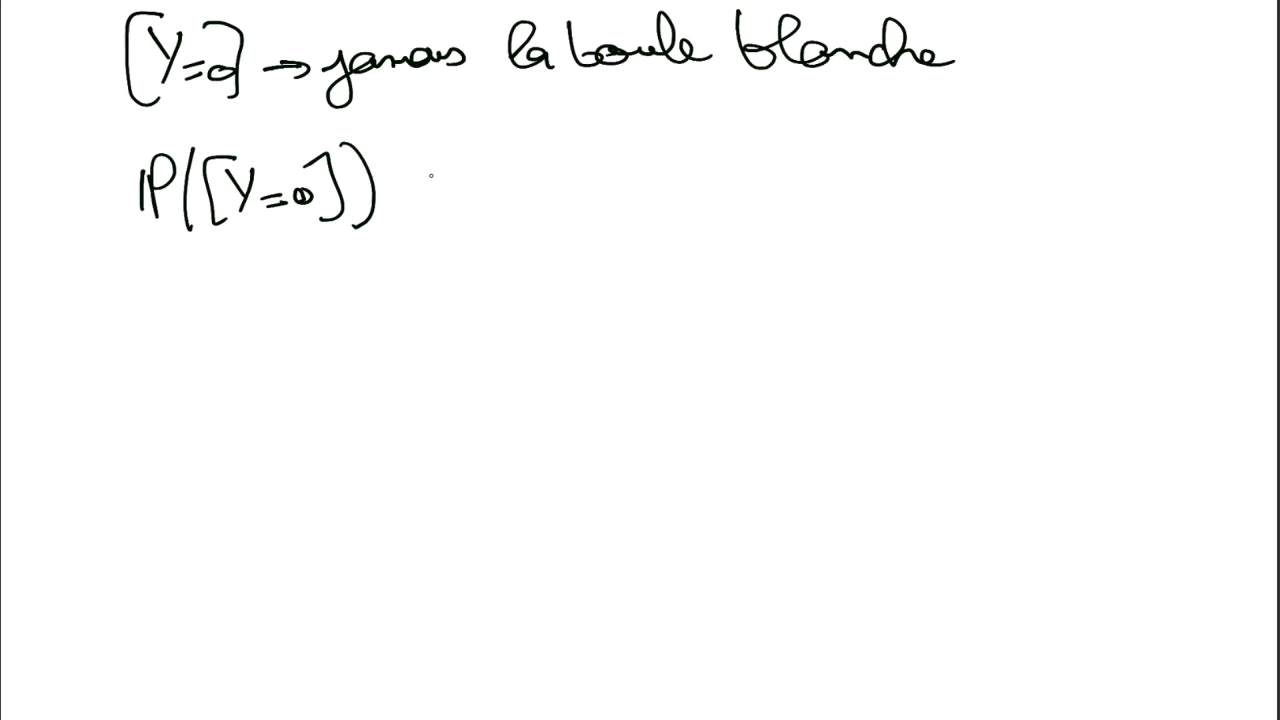 [Y=0] → jamais la boule blanche
P([Y=0])